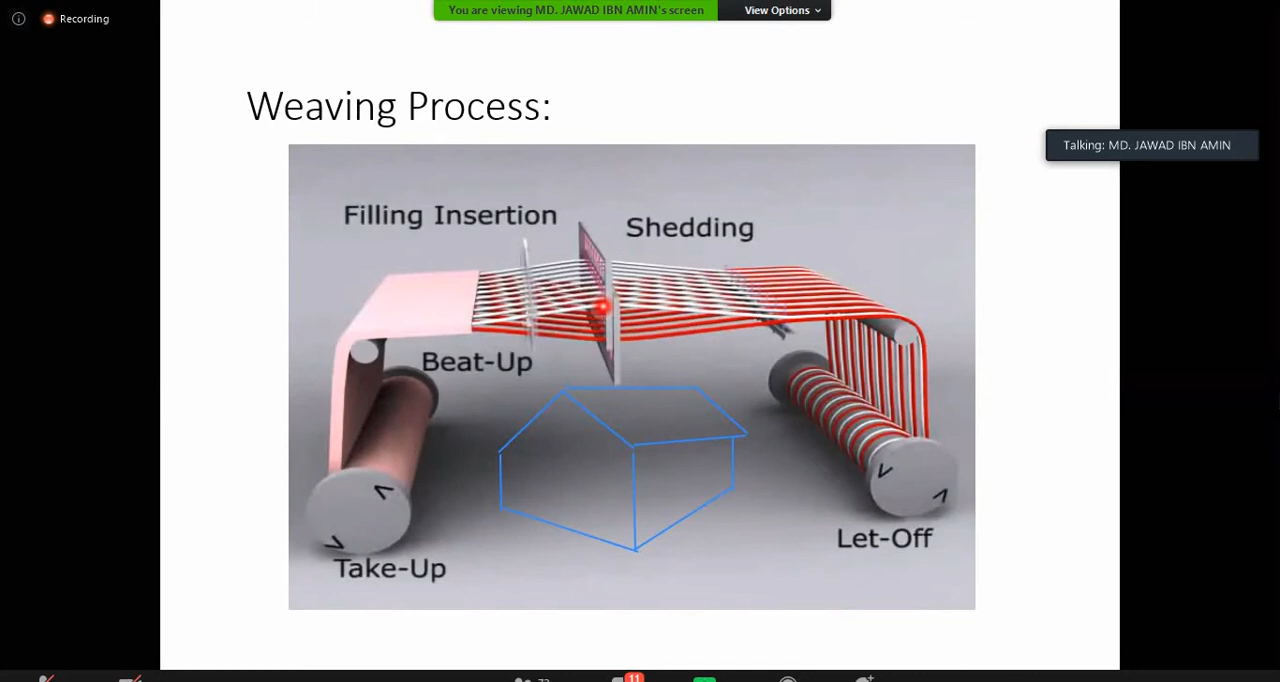 Recording
You are viewing MD. JAWAD IBN AMIN's screen
View Options
Weaving Process:
Talking: MD. JAWAD IBN AMIN
Filling Insertion
Shedding
Beat-Up
Let-Off
Take-Up
11